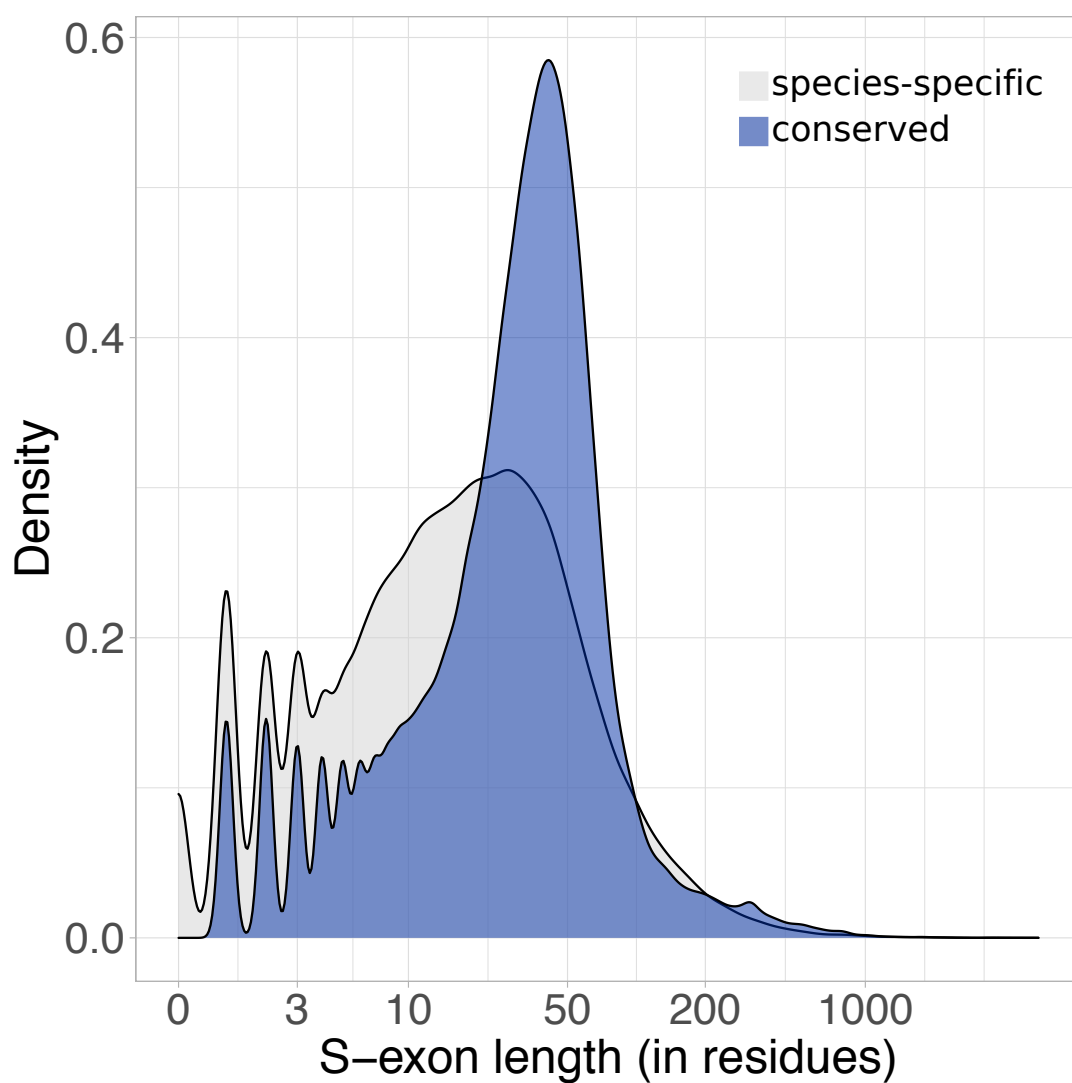 0.6
0.4
0.2
0.0
Density
species-specific
conserved
0 3 10 50 200 1000
S−exon length (in residues)